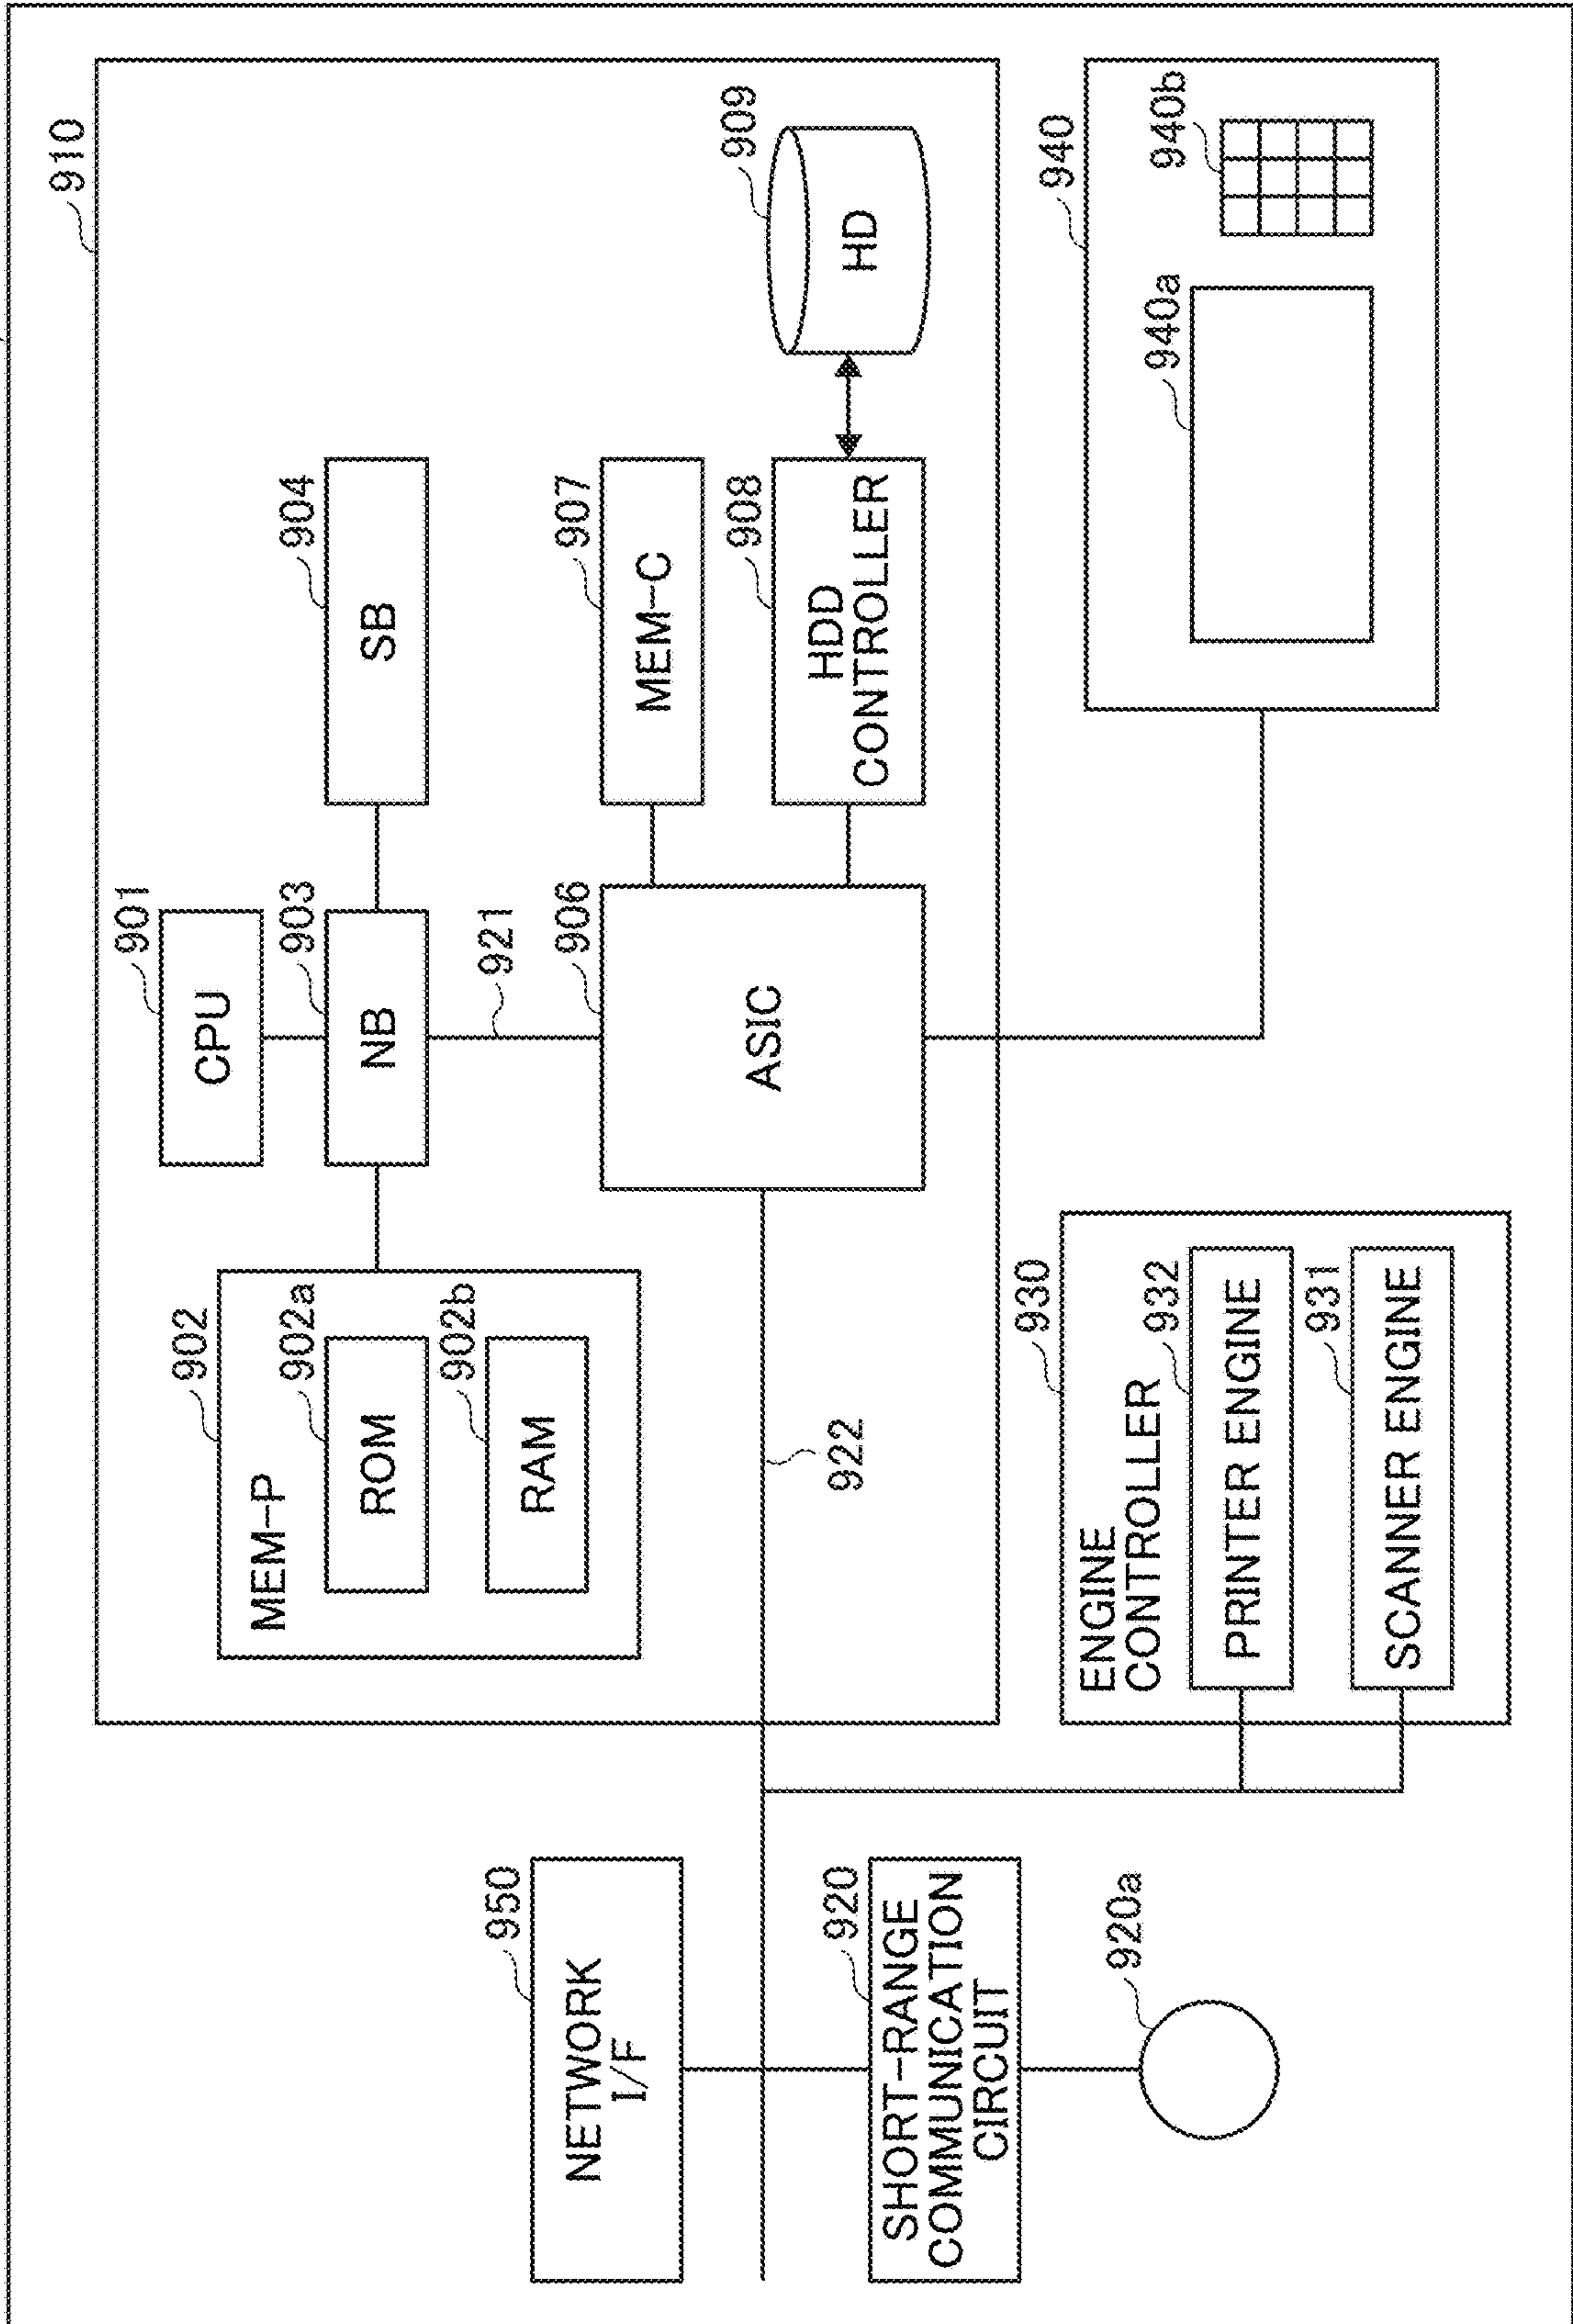 910
901
CPU
902
MEM-P
902a
ROM
902b
RAM
903
NB
904
SB
921
906
ASIC
907
MEM-C
908
HDD
CONTROLLER
909
HD
922
950
NETWORK
I/F
920
SHORT-RANGE
COMMUNICATION
CIRCUIT
920a
930
ENGINE
CONTROLLER
932
PRINTER ENGINE
931
SCANNER ENGINE
940
940a
940b